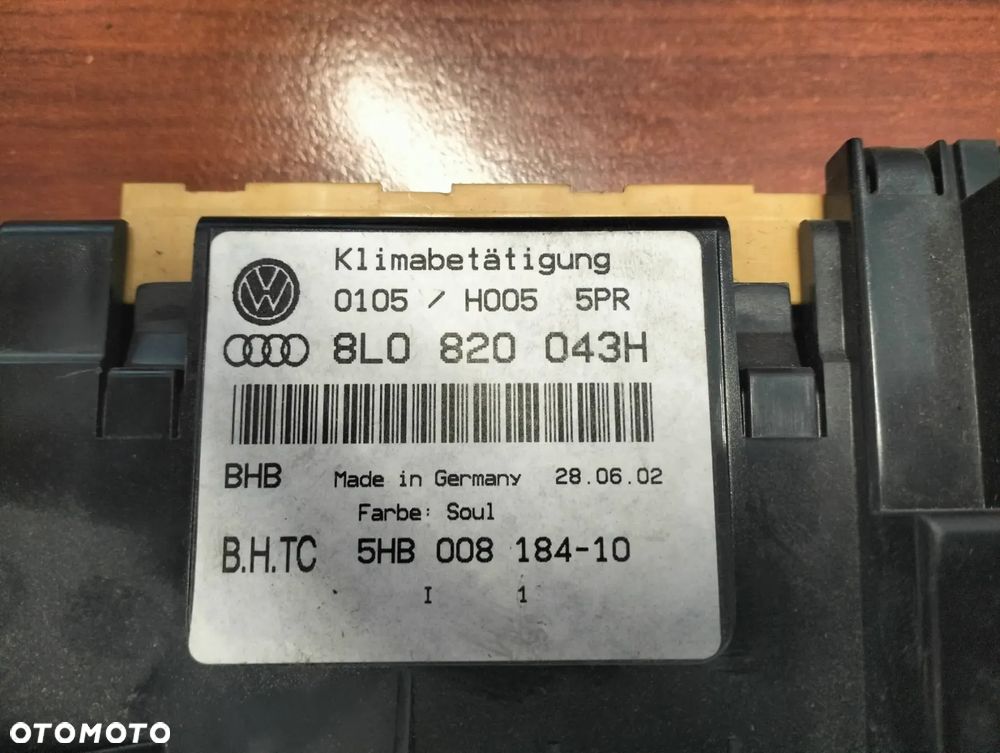 Klimabetätigung
0105 / H005 5PR
8L0 820 043H
BHB Made in Germany 28.06.02
Farbe: Soul
B.H.TC 5HB 008 184-10
I 1
OTOMOTO